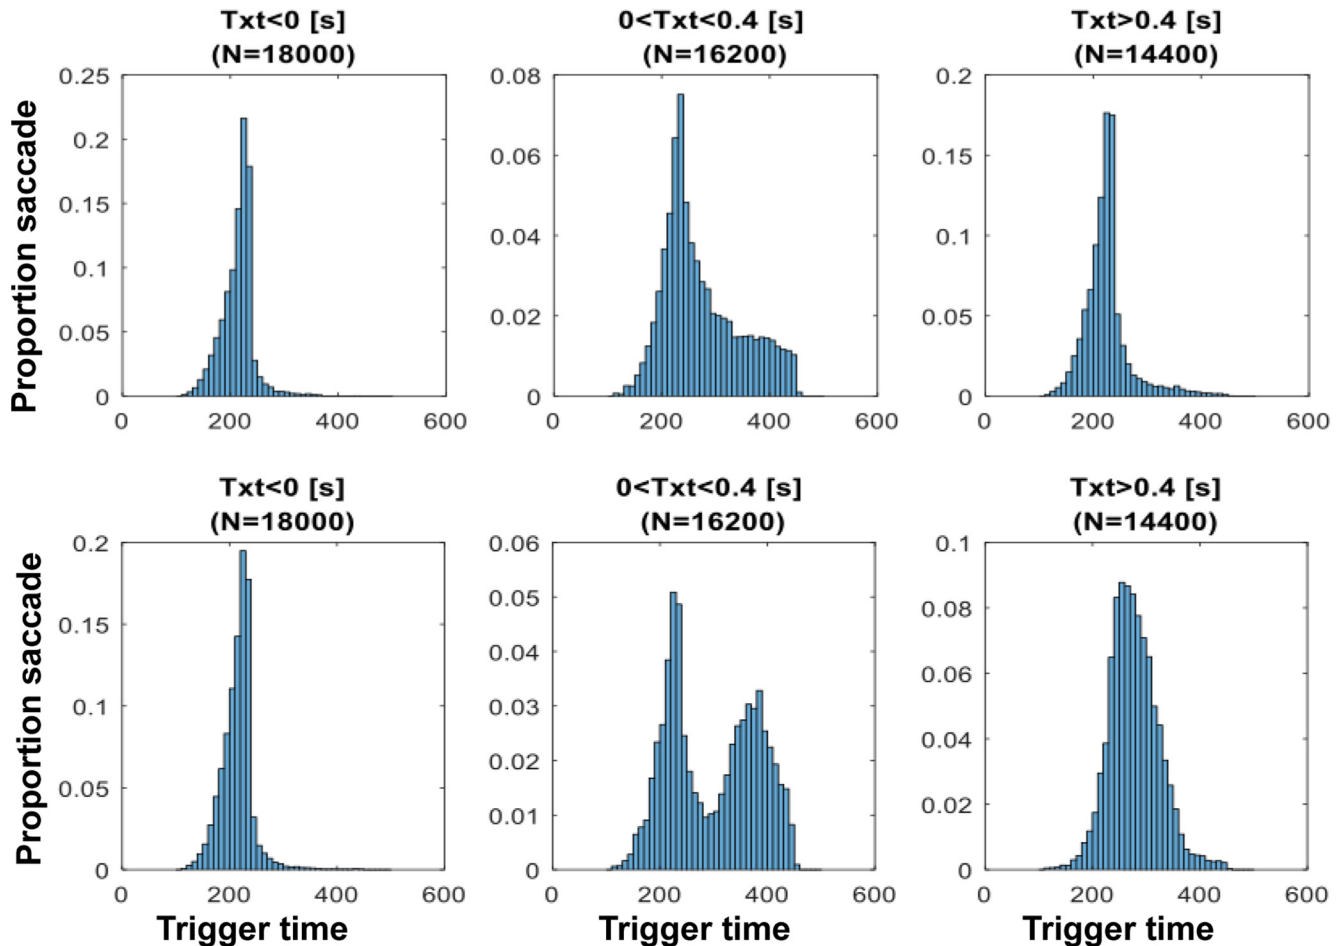 Txt<0 [s]
(N=18000)
0<Txt<0.4 [s]
(N=16200)
Txt>0.4 [s]
(N=14400)
Proportion saccade
0.25
0.2
0.15
0.1
0.05
0
0 200 400 600
0.08
0.06
0.04
0.02
0
0 200 400 600
0.2
0.15
0.1
0.05
0
0 200 400 600
Txt<0 [s]
(N=18000)
0<Txt<0.4 [s]
(N=16200)
Txt>0.4 [s]
(N=14400)
Proportion saccade
0.2
0.15
0.1
0.05
0
0 200 400 600
Trigger time
0.06
0.05
0.04
0.03
0.02
0.01
0
0 200 400 600
Trigger time
0.1
0.08
0.06
0.04
0.02
0
0 200 400 600
Trigger time